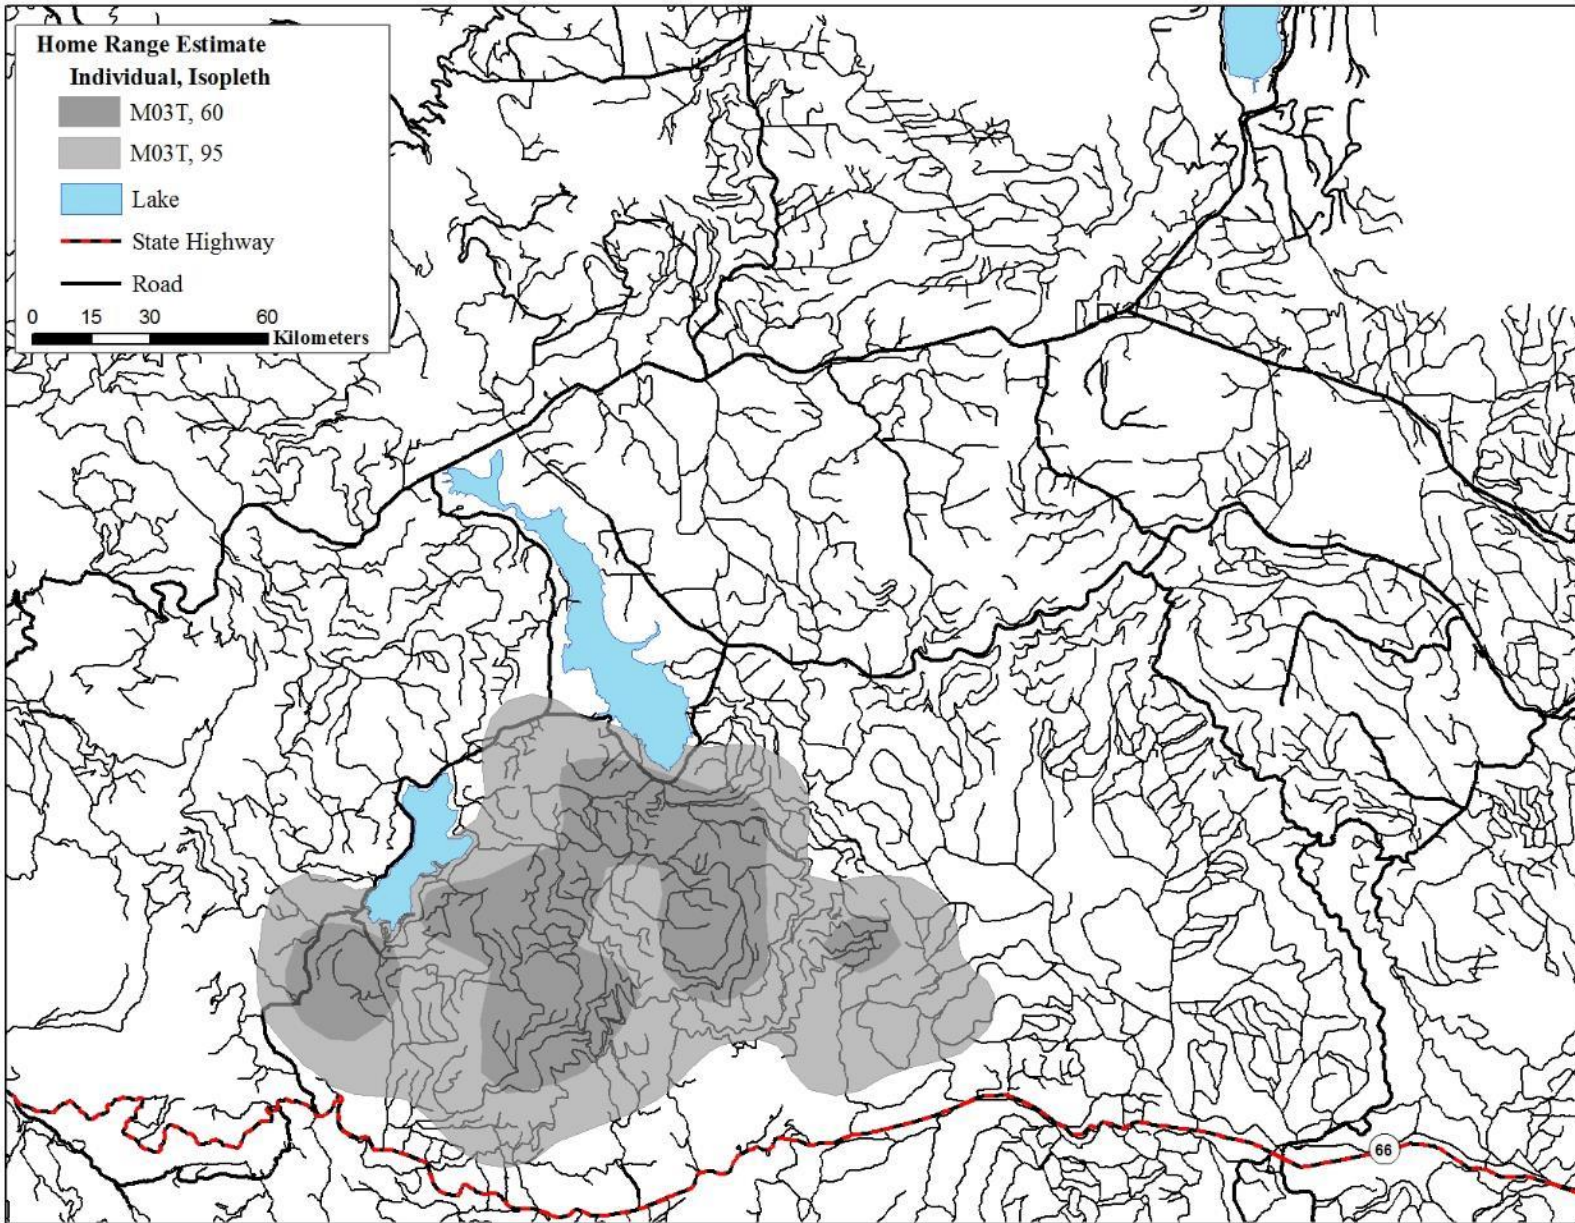 Home Range Estimate
Individual, Isopleth
M03T, 60
M03T, 95
Lake
State Highway
Road
0 15 30 60
Kilometers
66